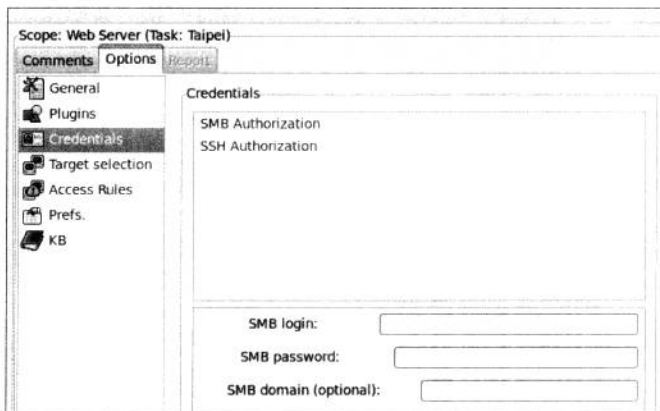 Scope: Web Server (Task: Taipei)
Comments Options Report
General
Plugins
Credentials
Target selection
Access Rules
Prefs.
KB
Credentials
SMB Authorization
SSH Authorization
SMB login:
SMB password:
SMB domain (optional):